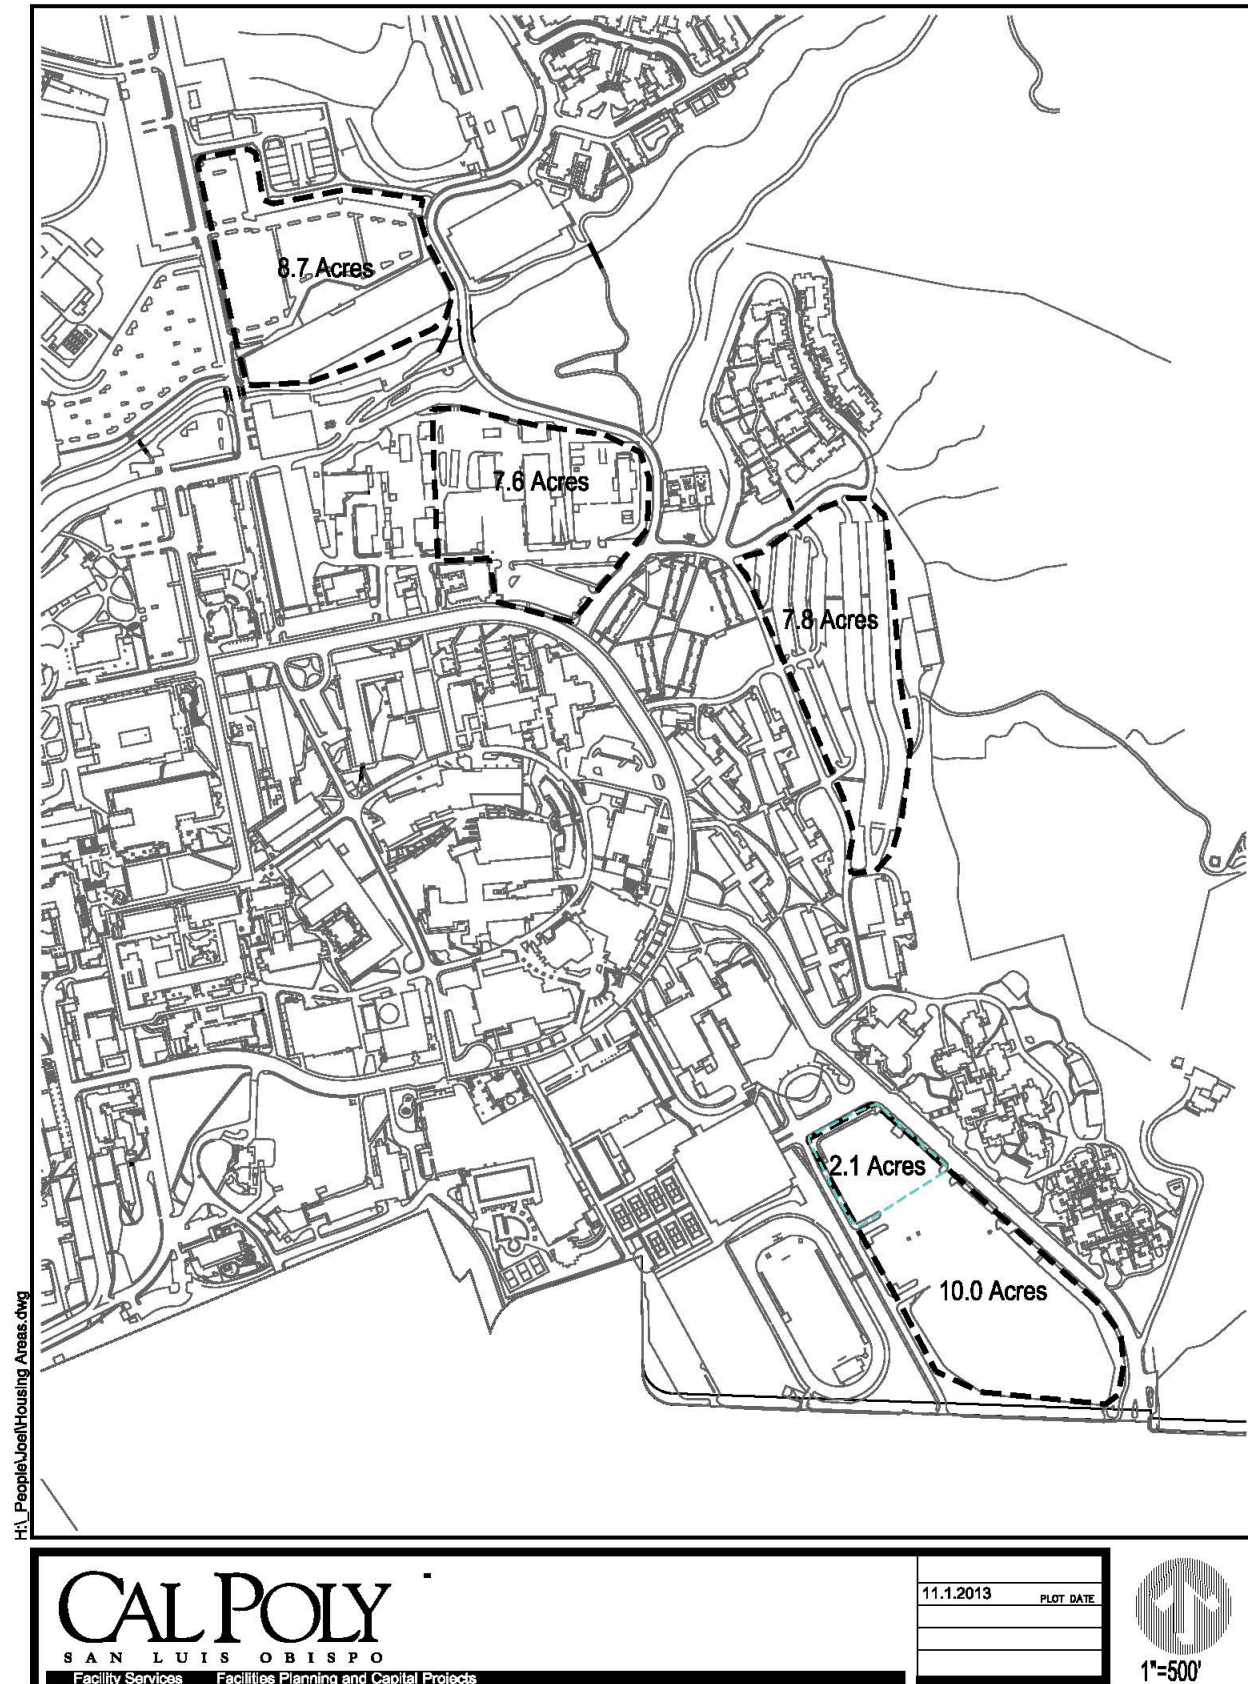 8.7 Acres
7.6 Acres
7.8 Acres
2.1 Acres
10.0 Acres
H:\_People\Joel\Housing Areas.dwg
CAL POLY
SAN LUIS OBISPO
Facility Services Facilities Planning and Capital Projects
11.1.2013 PLOT DATE
1"=500'